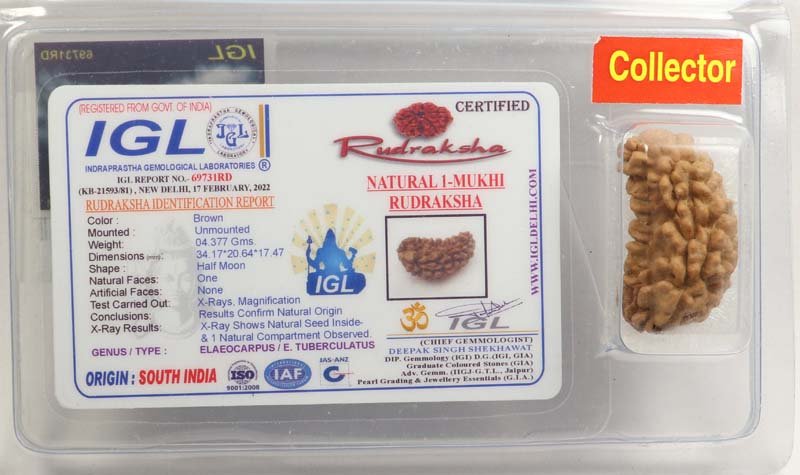 IGL
69731RD
Collector
(REGISTERED FROM GOVT. OF INDIA)
IGL
INDRAPRASTHA GEMOLOGICAL LABORATORY
IGL
INDRAPRASTHA GEMOLOGICAL LABORATORIES ®
IGL REPORT NO.-69731RD
(KB-21593/81) , NEW DELHI, 17 FEBRUARY, 2022
RUDRAKSHA IDENTIFICATION REPORT
Color : Brown
Mounted : Unmounted
Weight: 04.377 Gms.
Dimensions (mm): 34.17*20.64*17.47
Shape : Half Moon
Natural Faces: One
Artificial Faces: None
Test Carried Out: X-Rays, Magnification
Conclusions: Results Confirm Natural Origin
X-Ray Results: X-Ray Shows Natural Seed Inside-
& 1 Natural Compartment Observed.
GENUS / TYPE : ELAEOCARPUS / E. TUBERCULATUS
ORIGIN : SOUTH INDIA
ISO
9001:2008
IAF
JAS-ANZ
CERTIFIED
Rudraksha
NATURAL 1-MUKHI
RUDRAKSHA
IGL
WWW.IGLDELHI.COM
ॐ
IGL
(CHIEF GEMMOLOGIST)
DEEPAK SINGH SHEKHAWAT
DIP. Gemmology (IGI) D.G.(IGI, GIA)
Graduate Coloured Stones (GIA)
Adv. Gemm. (IIGJ-G.T.L., Jaipur)
Pearl Grading & Jewellery Essentials (G.I.A.)